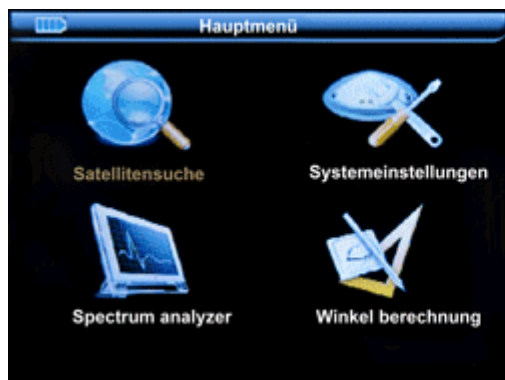 Hauptmenü
Satellitensuche
Systemeinstellungen
Spectrum analyzer
Winkel berechnung